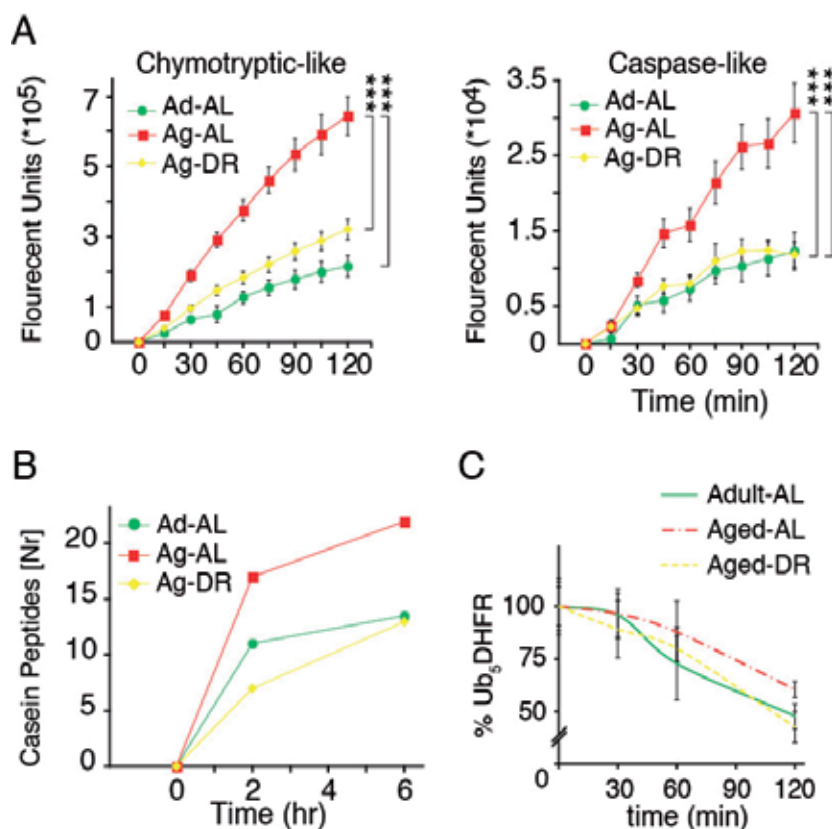 A
Chymotryptic-like
Flourecent Units (*10⁵)
7
5
3
1
0
Ad-AL
Ag-AL
Ag-DR
***
***
0 30 60 90 120
Caspase-like
Flourecent Units (*10⁴)
3.5
2.5
1.5
0.5
0
Ad-AL
Ag-AL
Ag-DR
***
***
0 30 60 90 120
Time (min)
B
Casein Peptides [Nr]
20
15
10
5
0
Ad-AL
Ag-AL
Ag-DR
0 2 4 6
Time (hr)
C
Adult-AL
Aged-AL
Aged-DR
% Ub₅DHFR
100
75
50
0
0 30 60 120
time (min)